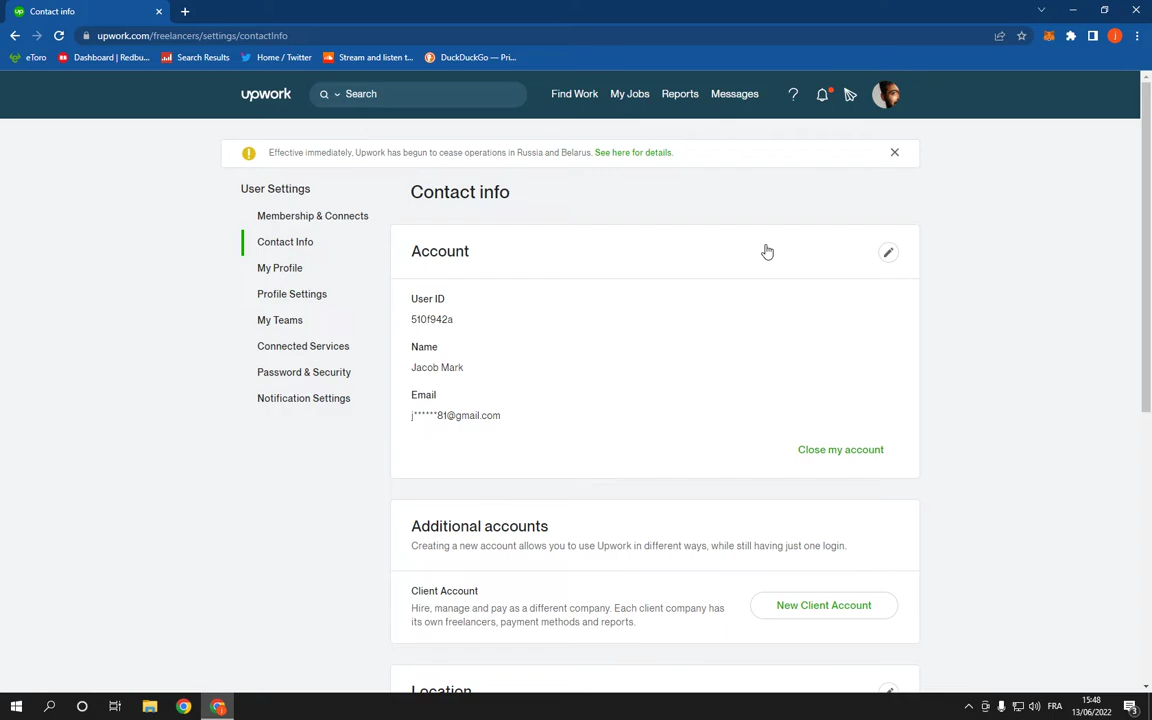 Contact info
upwork.com/freelancers/settings/contactInfo
eToro Dashboard | Redbu... Search Results Home / Twitter Stream and listen t... DuckDuckGo — Pri...
upwork Search Find Work My Jobs Reports Messages
Effective immediately, Upwork has begun to cease operations in Russia and Belarus. See here for details.
User Settings
Membership & Connects
Contact Info
My Profile
Profile Settings
My Teams
Connected Services
Password & Security
Notification Settings
Contact info
Account
User ID
510f942a
Name
Jacob Mark
Email
j******81@gmail.com
Close my account
Additional accounts
Creating a new account allows you to use Upwork in different ways, while still having just one login.
Client Account
Hire, manage and pay as a different company. Each client company has
its own freelancers, payment methods and reports.
New Client Account
Location
FRA
15:48
13/06/2022
3